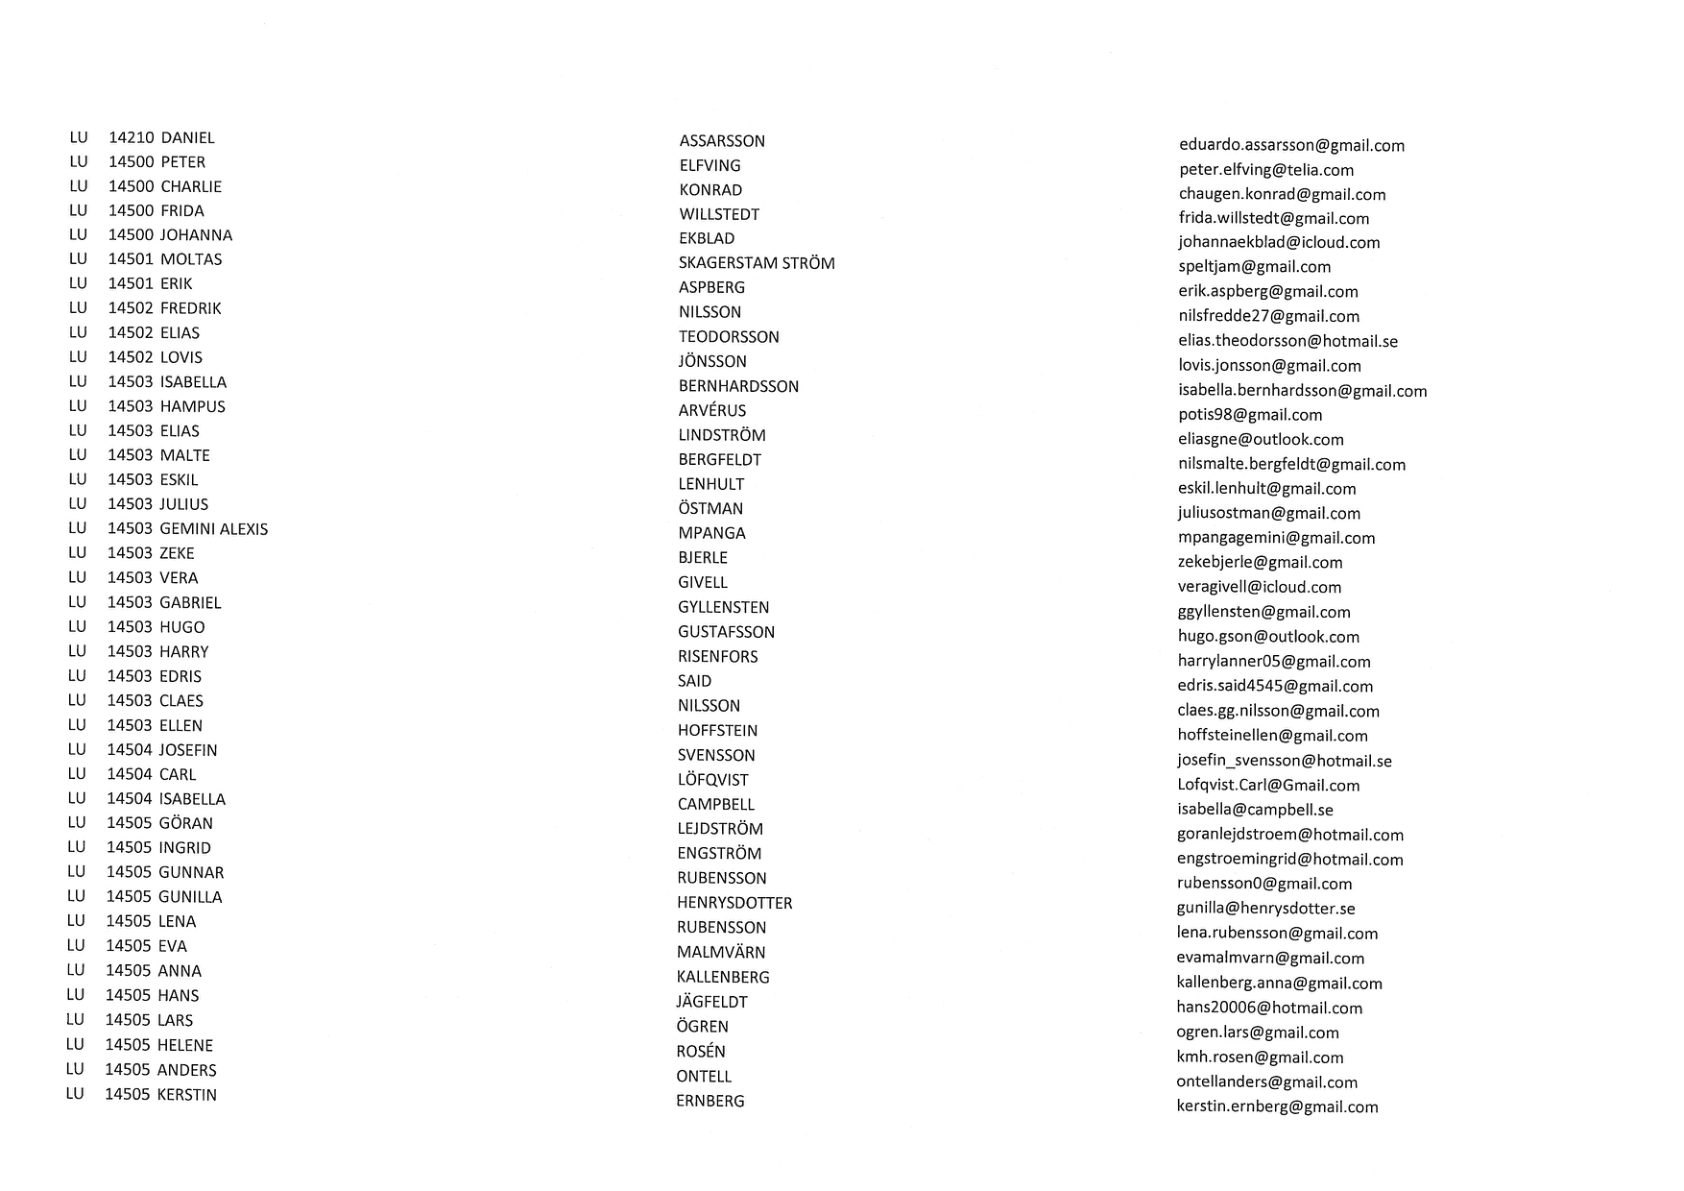 LU 14210 DANIEL ASSARSSON eduardo.assarsson@gmail.com
LU 14500 PETER ELFVING peter.elfving@telia.com
LU 14500 CHARLIE KONRAD chaugen.konrad@gmail.com
LU 14500 FRIDA WILLSTEDT frida.willstedt@gmail.com
LU 14500 JOHANNA EKBLAD johannaekblad@icloud.com
LU 14501 MOLTAS SKAGERSTAM STRÖM speltjam@gmail.com
LU 14501 ERIK ASPBERG erik.aspberg@gmail.com
LU 14502 FREDRIK NILSSON nilsfredde27@gmail.com
LU 14502 ELIAS TEODORSSON elias.theodorsson@hotmail.se
LU 14502 LOVIS JÖNSSON lovis.jonsson@gmail.com
LU 14503 ISABELLA BERNHARDSSON isabella.bernhardsson@gmail.com
LU 14503 HAMPUS ARVÉRUS potis98@gmail.com
LU 14503 ELIAS LINDSTRÖM eliasgne@outlook.com
LU 14503 MALTE BERGFELDT nilsmalte.bergfeldt@gmail.com
LU 14503 ESKIL LENHULT eskil.lenhult@gmail.com
LU 14503 JULIUS ÖSTMAN juliusostman@gmail.com
LU 14503 GEMINI ALEXIS MPANGA mpangagemini@gmail.com
LU 14503 ZEKE BJERLE zekebjerle@gmail.com
LU 14503 VERA GIVELL veragivell@icloud.com
LU 14503 GABRIEL GYLLENSTEN ggyllensten@gmail.com
LU 14503 HUGO GUSTAFSSON hugo.gson@outlook.com
LU 14503 HARRY RISENFORS harrylanner05@gmail.com
LU 14503 EDRIS SAID edris.said4545@gmail.com
LU 14503 CLAES NILSSON claes.gg.nilsson@gmail.com
LU 14503 ELLEN HOFFSTEIN hoffsteinellen@gmail.com
LU 14504 JOSEFIN SVENSSON josefin_svensson@hotmail.se
LU 14504 CARL LÖFQVIST Lofqvist.Carl@Gmail.com
LU 14504 ISABELLA CAMPBELL isabella@campbell.se
LU 14505 GÖRAN LEJDSTRÖM goranlejdstroem@hotmail.com
LU 14505 INGRID ENGSTRÖM engstroemingrid@hotmail.com
LU 14505 GUNNAR RUBENSSON rubensson0@gmail.com
LU 14505 GUNILLA HENRYSDOTTER gunilla@henrysdotter.se
LU 14505 LENA RUBENSSON lena.rubensson@gmail.com
LU 14505 EVA MALMVÄRN evamalmvarn@gmail.com
LU 14505 ANNA KALLENBERG kallenberg.anna@gmail.com
LU 14505 HANS JÄGFELDT hans20006@hotmail.com
LU 14505 LARS ÖGREN ogren.lars@gmail.com
LU 14505 HELENE ROSÉN kmh.rosen@gmail.com
LU 14505 ANDERS ONTELL ontellanders@gmail.com
LU 14505 KERSTIN ERNBERG kerstin.ernberg@gmail.com